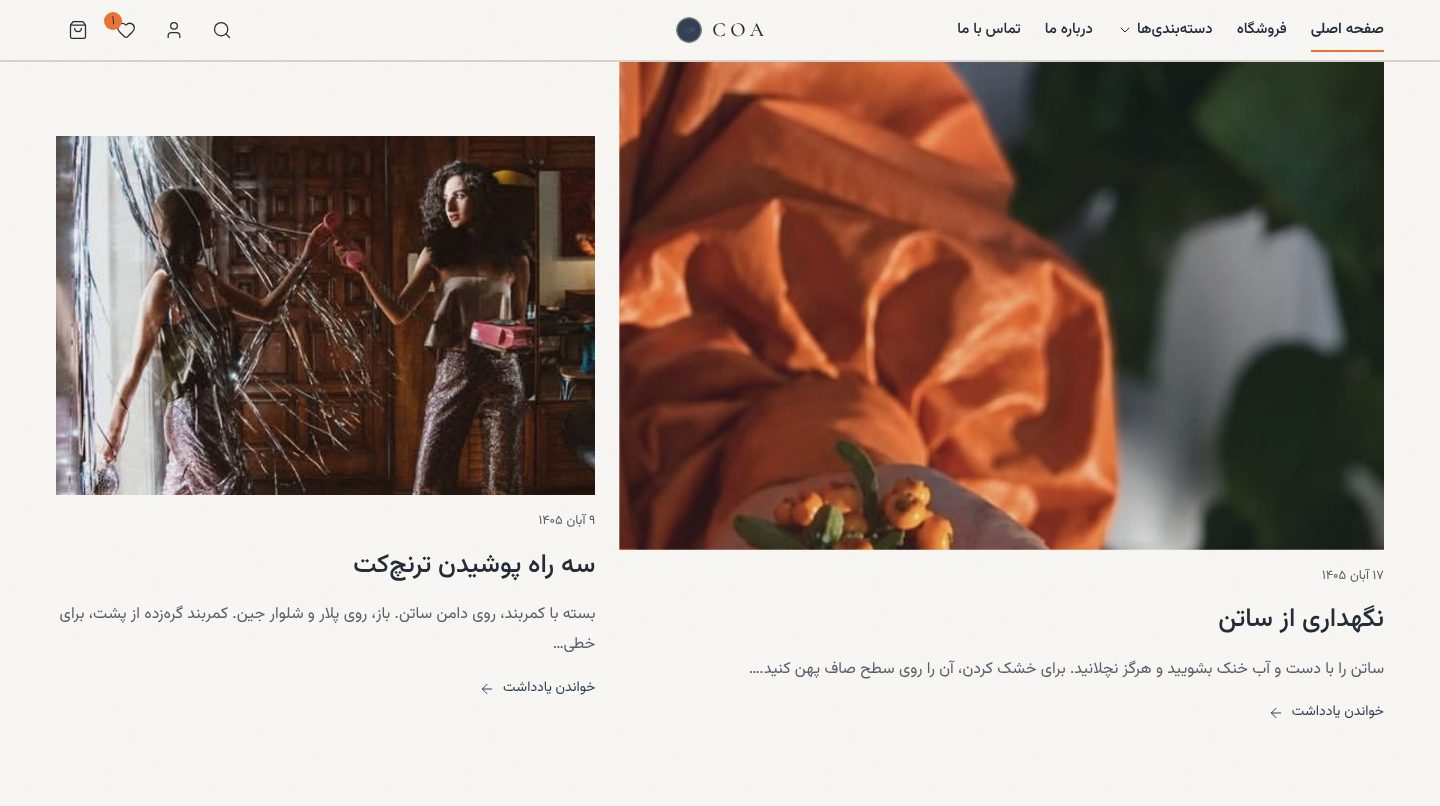 صفحه اصلی
فروشگاه
دسته‌بندی‌ها
درباره ما
تماس با ما
COA
۱
۱۷ آبان ۱۴۰۵
نگهداری از ساتن
ساتن را با دست و آب خنک بشویید و هرگز نچلانید. برای خشک کردن، آن را روی سطح صاف پهن کنید....
خواندن یادداشت
۹ آبان ۱۴۰۵
سه راه پوشیدن ترنچ‌کت
بسته با کمربند، روی دامن ساتن. باز، روی پلار و شلوار جین. کمربند گره‌زده از پشت، برای
خطی...
خواندن یادداشت